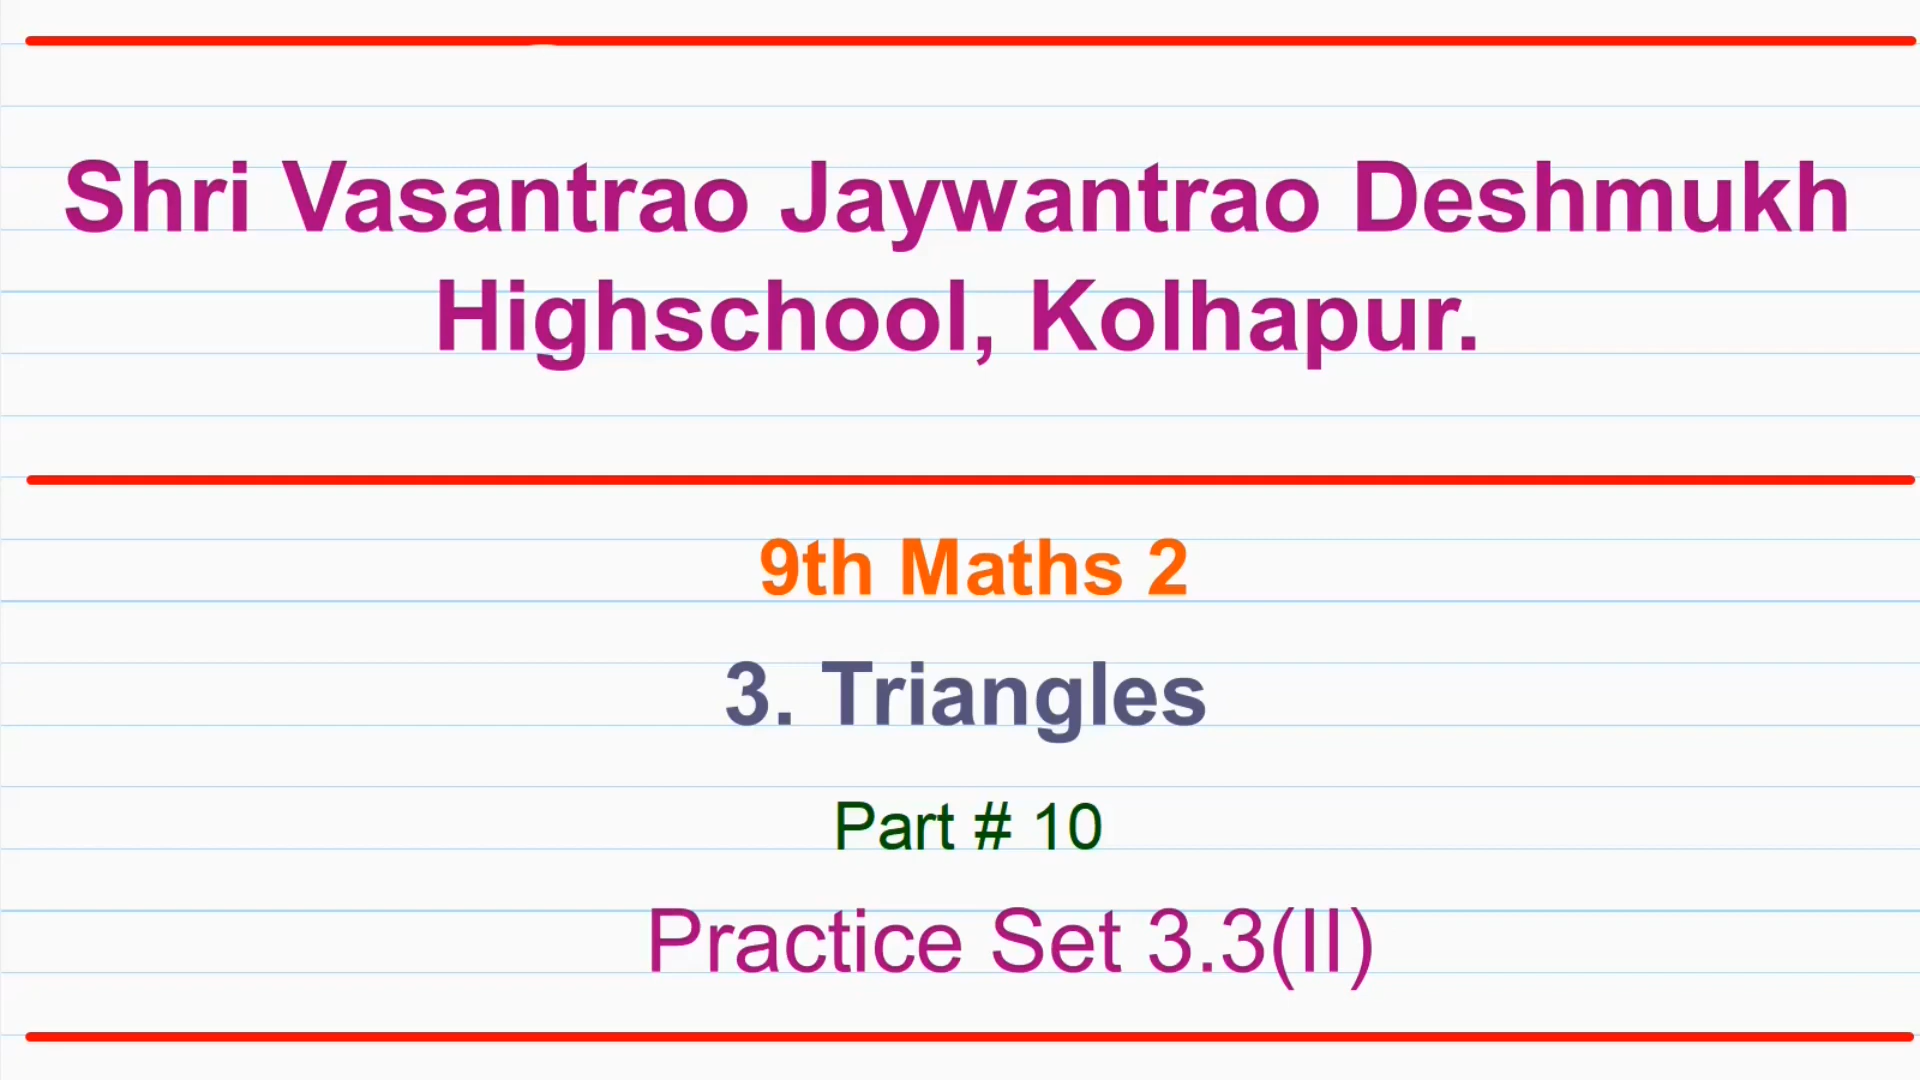 Shri Vasantrao Jaywantrao Deshmukh
Highschool, Kolhapur.
9th Maths 2
3. Triangles
Part # 10
Practice Set 3.3(II)